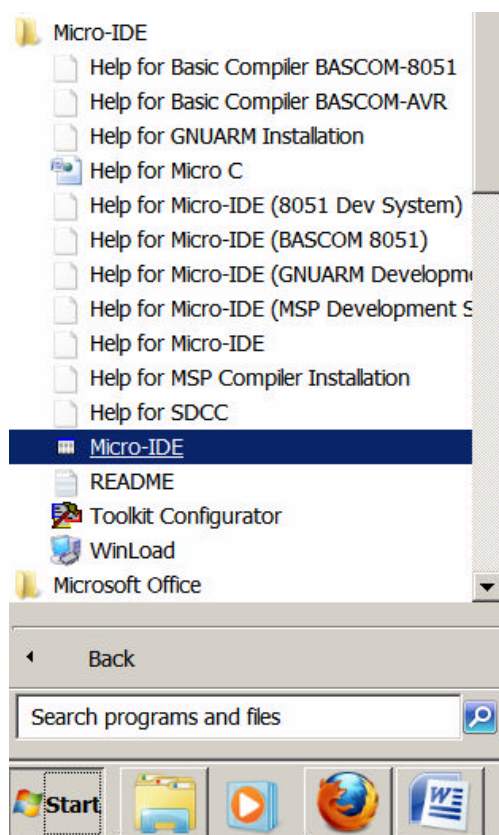 Micro-IDE
Help for Basic Compiler BASCOM-8051
Help for Basic Compiler BASCOM-AVR
Help for GNUARM Installation
Help for Micro C
Help for Micro-IDE (8051 Dev System)
Help for Micro-IDE (BASCOM 8051)
Help for Micro-IDE (GNUARM Developme
Help for Micro-IDE (MSP Development S
Help for Micro-IDE
Help for MSP Compiler Installation
Help for SDCC
Micro-IDE
README
Toolkit Configurator
WinLoad
Microsoft Office
Back
Search programs and files
Start